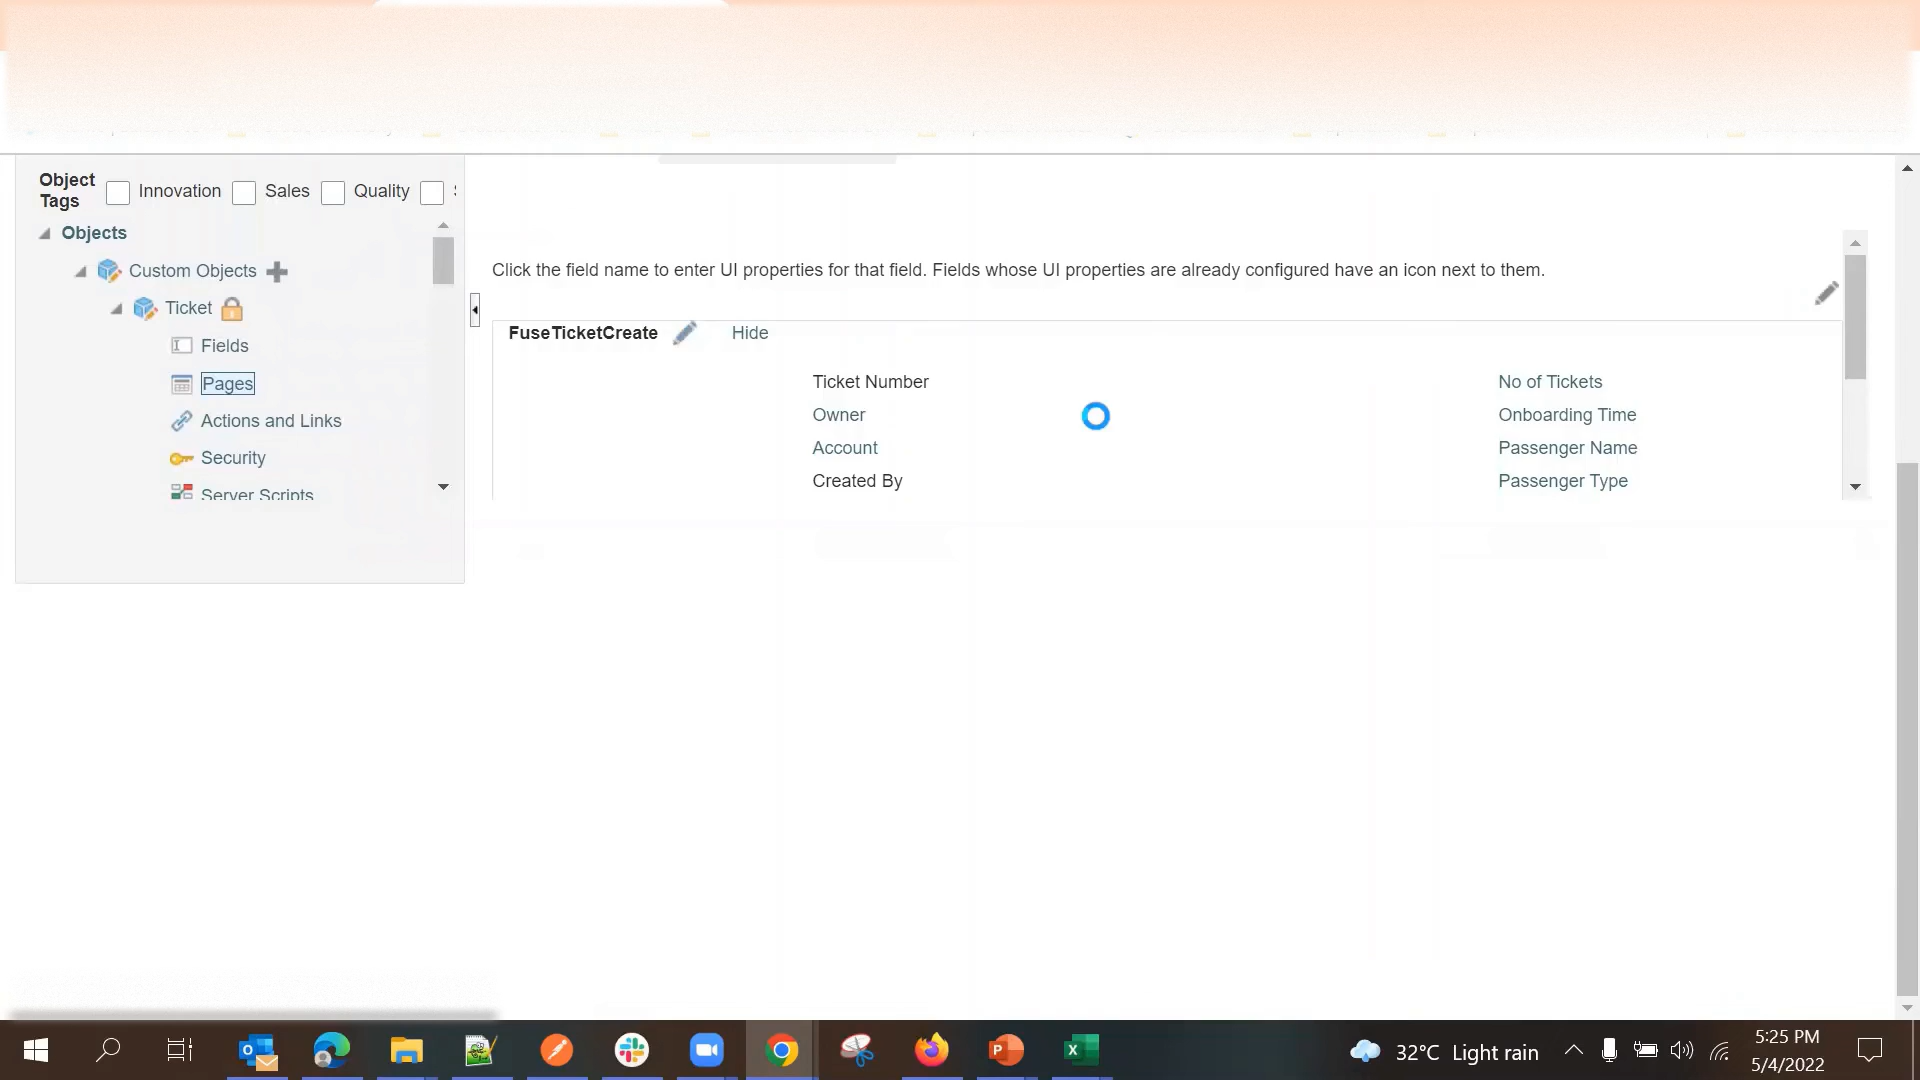 Object
Tags
Innovation
Sales
Quality
Objects
Custom Objects
Ticket
Fields
Pages
Actions and Links
Security
Server Scripts
Click the field name to enter UI properties for that field. Fields whose UI properties are already configured have an icon next to them.
FuseTicketCreate
Hide
Ticket Number
No of Tickets
Owner
Onboarding Time
Account
Passenger Name
Created By
Passenger Type
32°C Light rain
5:25 PM
5/4/2022